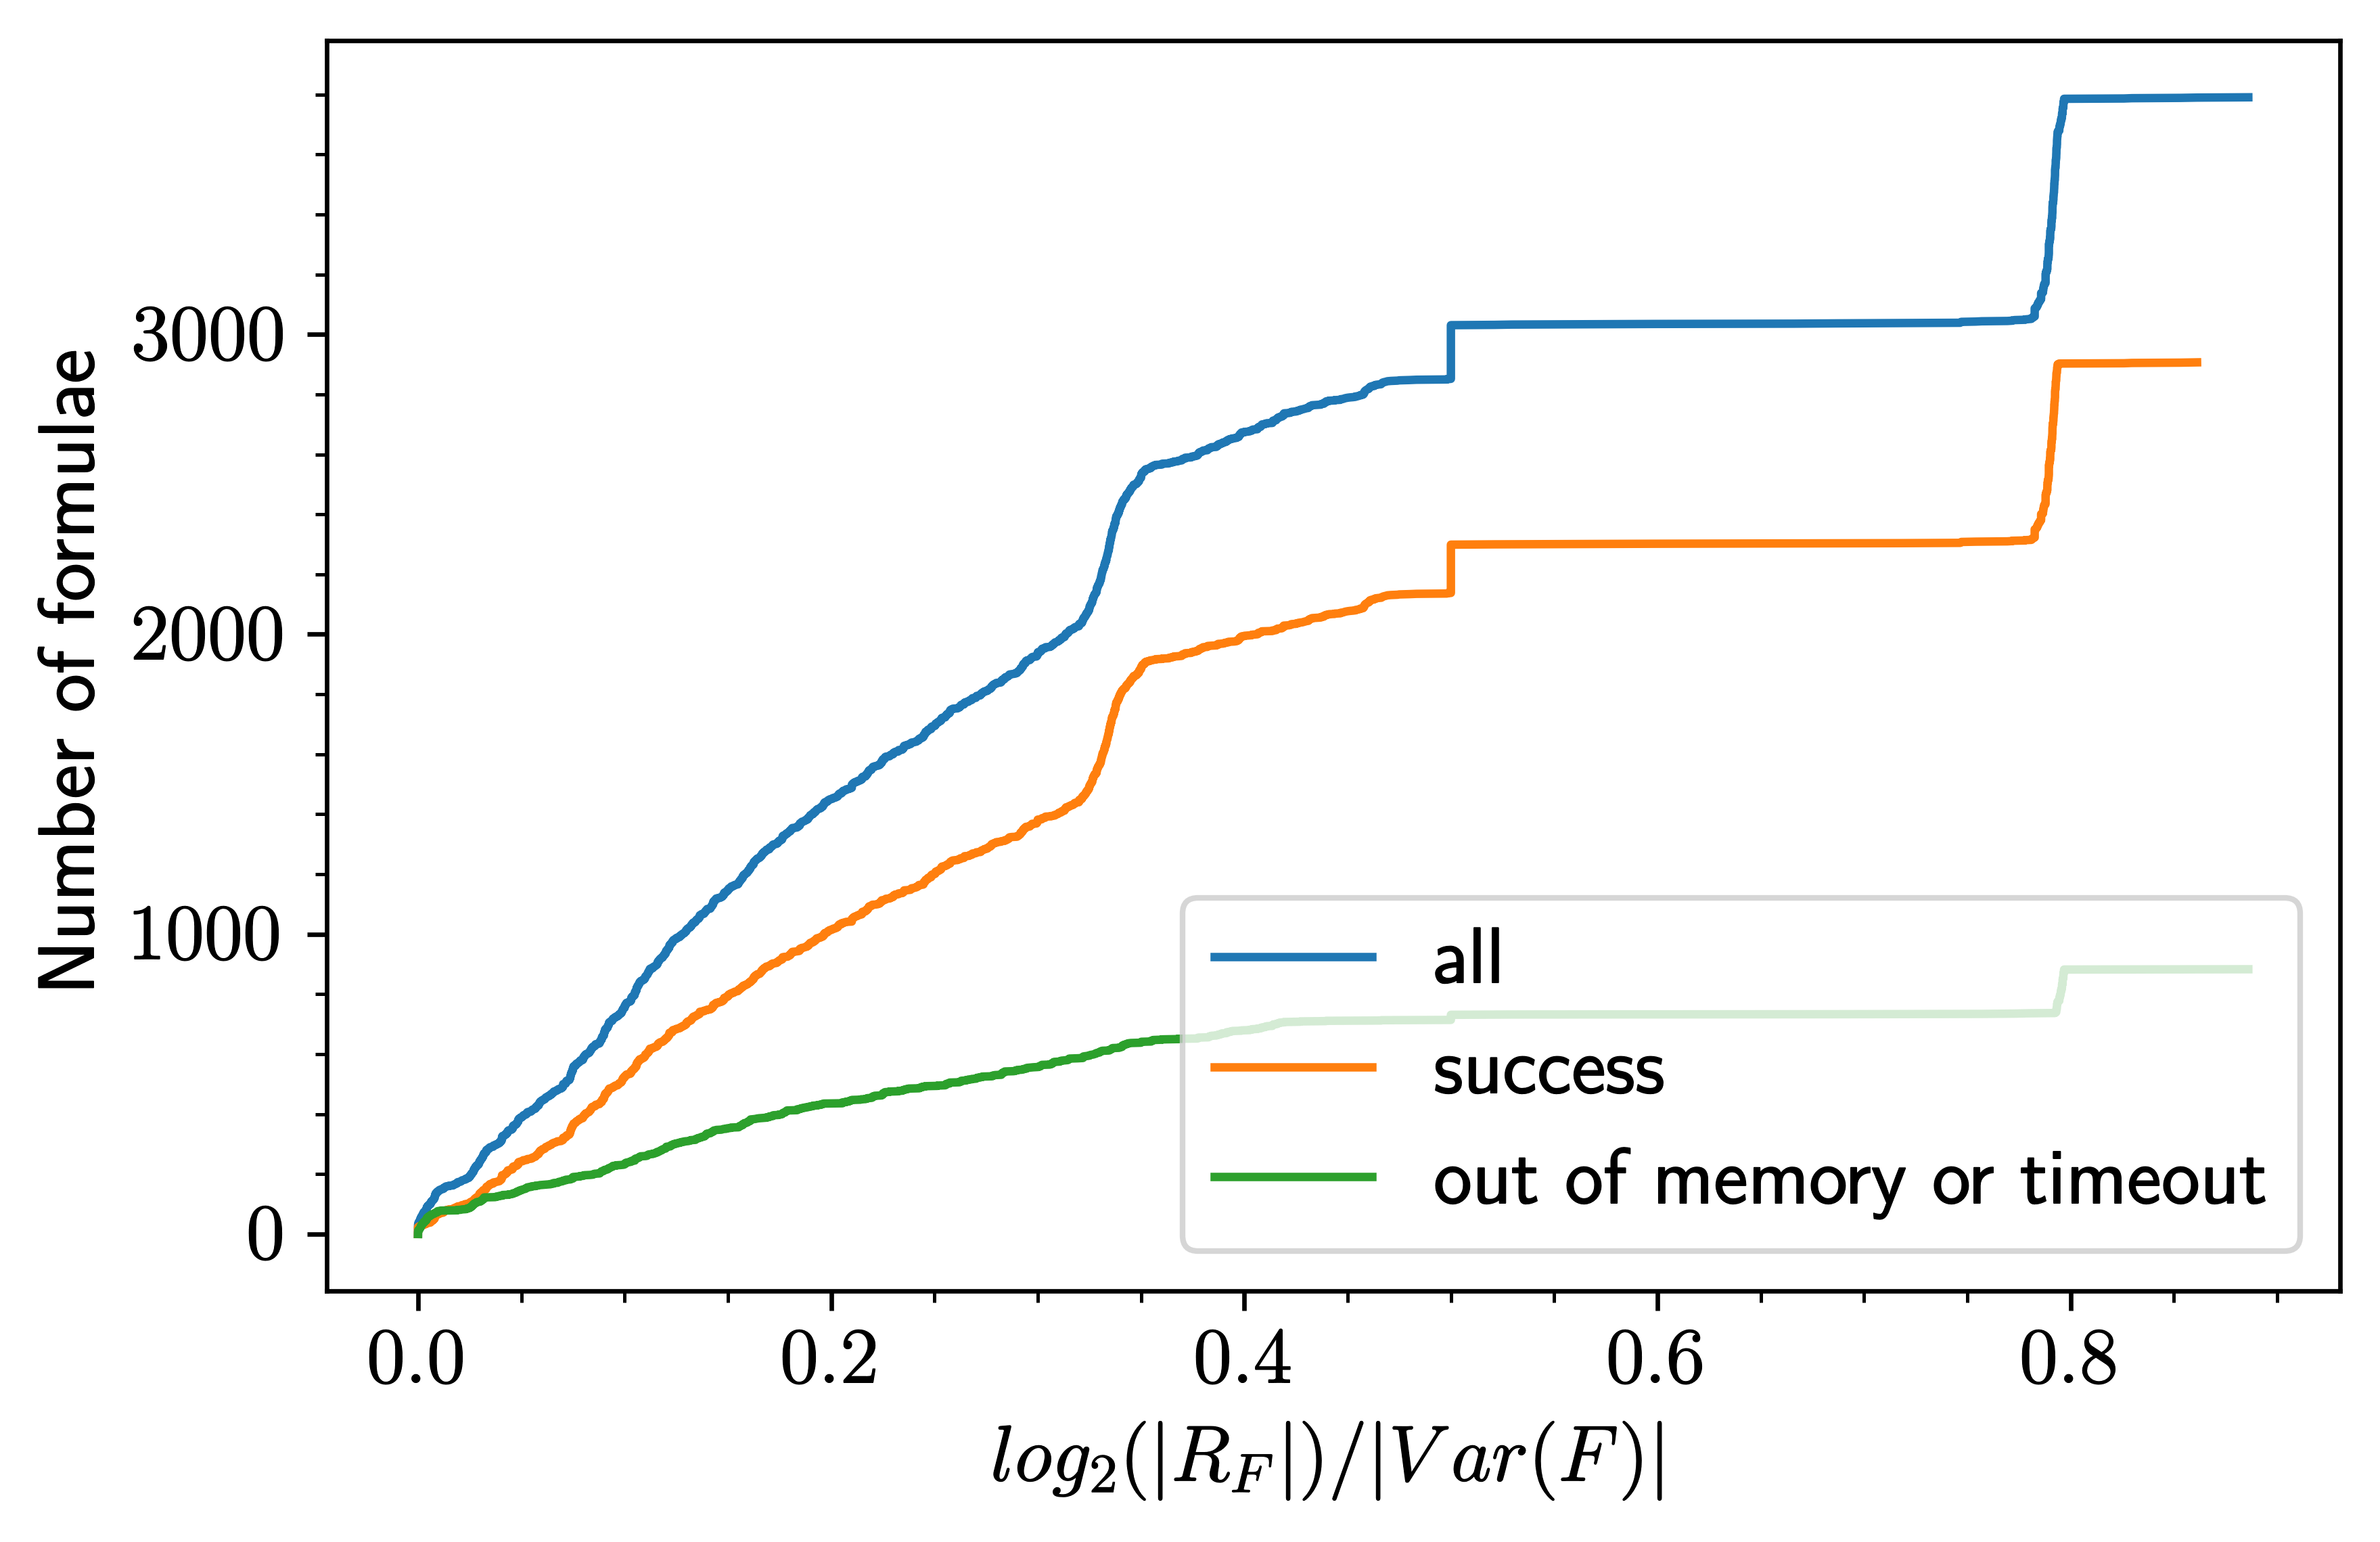 Number of formulae
3000
2000
1000
0
all
success
out of memory or timeout
0.0 0.2 0.4 0.6 0.8
log₂(|R_F|)/|Var(F)|